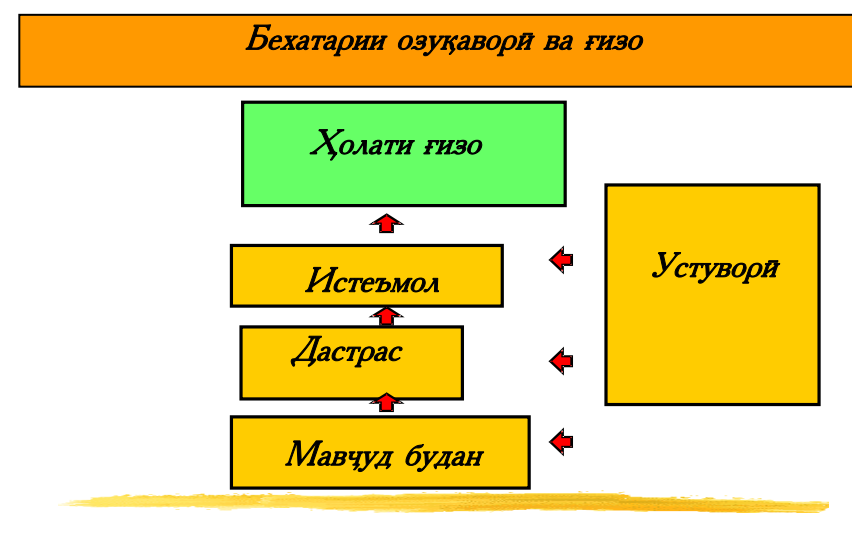 Бехатарии озуқаворӣ ва ғизо
Ҳолати ғизо
Устуворӣ
Истеъмол
Дастрас
Мавҷуд будан